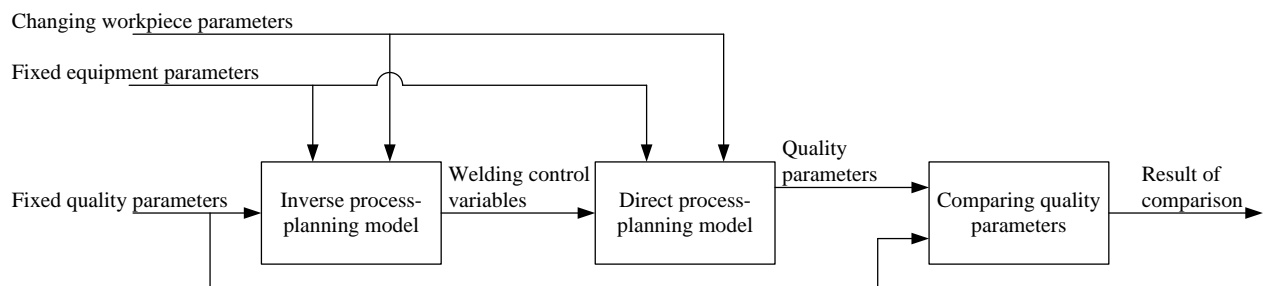 Changing workpiece parameters
Fixed equipment parameters
Fixed quality parameters
Inverse process-
planning model
Welding control
variables
Direct process-
planning model
Quality
parameters
Comparing quality
parameters
Result of
comparison